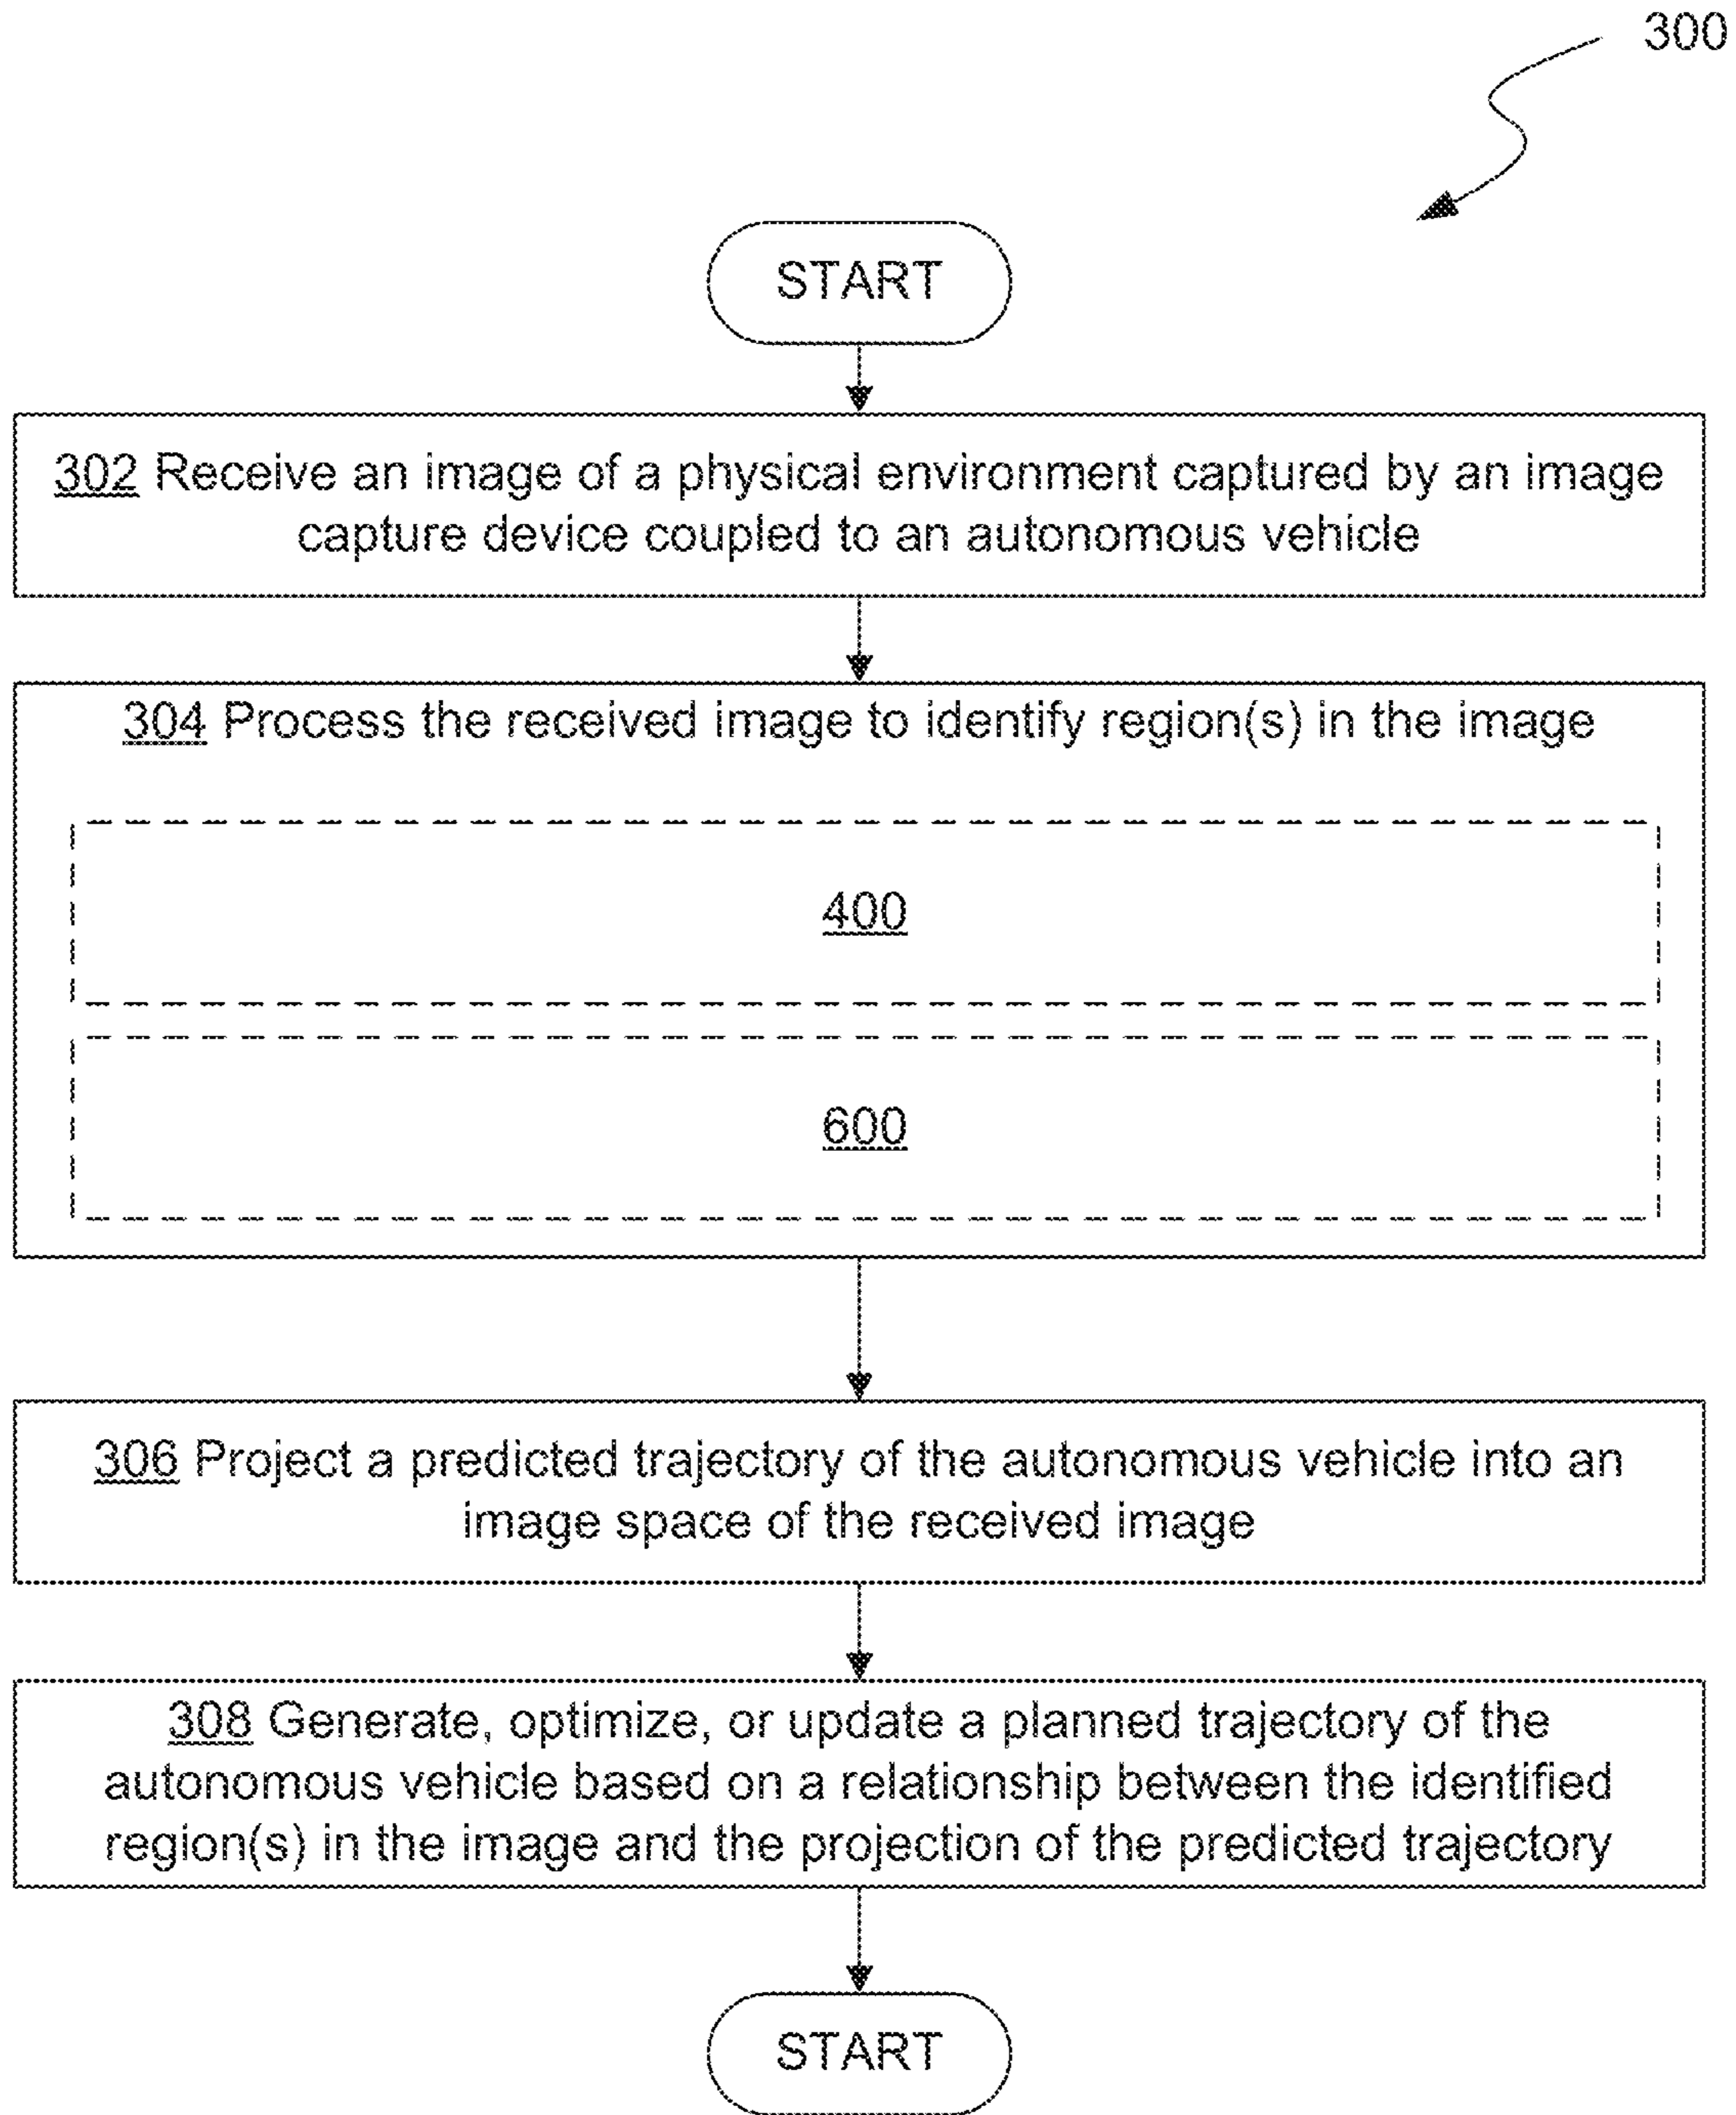 300
START
302 Receive an image of a physical environment captured by an image
capture device coupled to an autonomous vehicle
304 Process the received image to identify region(s) in the image
400
600
306 Project a predicted trajectory of the autonomous vehicle into an
image space of the received image
308 Generate, optimize, or update a planned trajectory of the
autonomous vehicle based on a relationship between the identified
region(s) in the image and the projection of the predicted trajectory
START